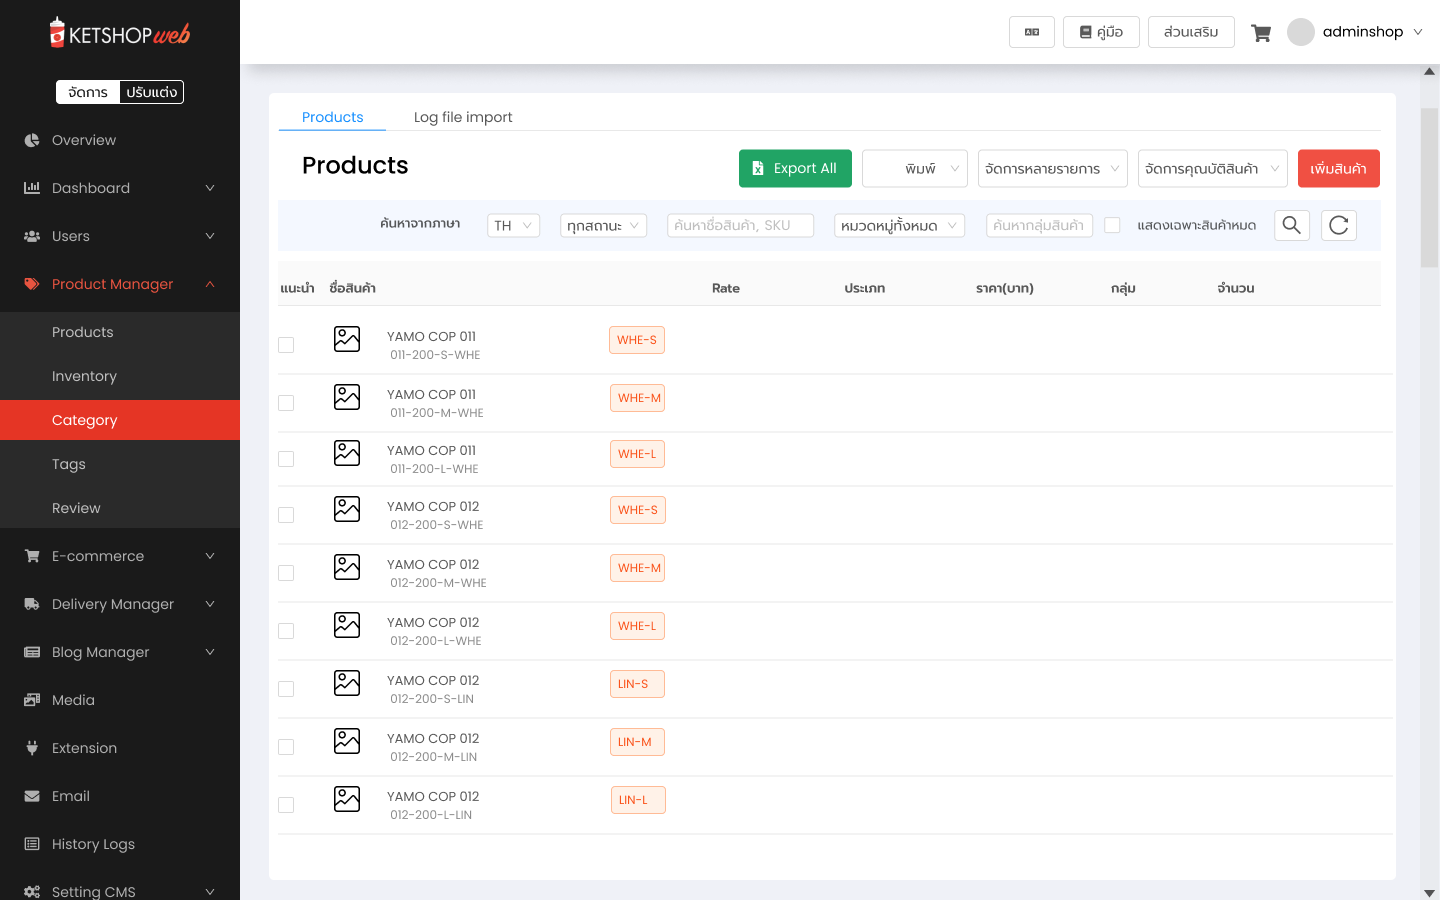 KETSHOPweb
จัดการ ปรับแต่ง
Overview
Dashboard
Users
Product Manager
Products
Inventory
Category
Tags
Review
E-commerce
Delivery Manager
Blog Manager
Media
Extension
Email
History Logs
Setting CMS
คู่มือ ส่วนเสริม adminshop
Products Log file import
Products Export All พิมพ์ จัดการหลายรายการ จัดการคุณบัติสินค้า เพิ่มสินค้า
ค้นหาจากภาษา TH ทุกสถานะ ค้นหาชื่อสินค้า, SKU หมวดหมู่ทั้งหมด ค้นหากลุ่มสินค้า แสดงเฉพาะสินค้าหมด
แนะนำ ชื่อสินค้า Rate ประเภท ราคา(บาท) กลุ่ม จำนวน
YAMO COP 011 WHE-S
011-200-S-WHE
YAMO COP 011 WHE-M
011-200-M-WHE
YAMO COP 011 WHE-L
011-200-L-WHE
YAMO COP 012 WHE-S
012-200-S-WHE
YAMO COP 012 WHE-M
012-200-M-WHE
YAMO COP 012 WHE-L
012-200-L-WHE
YAMO COP 012 LIN-S
012-200-S-LIN
YAMO COP 012 LIN-M
012-200-M-LIN
YAMO COP 012 LIN-L
012-200-L-LIN